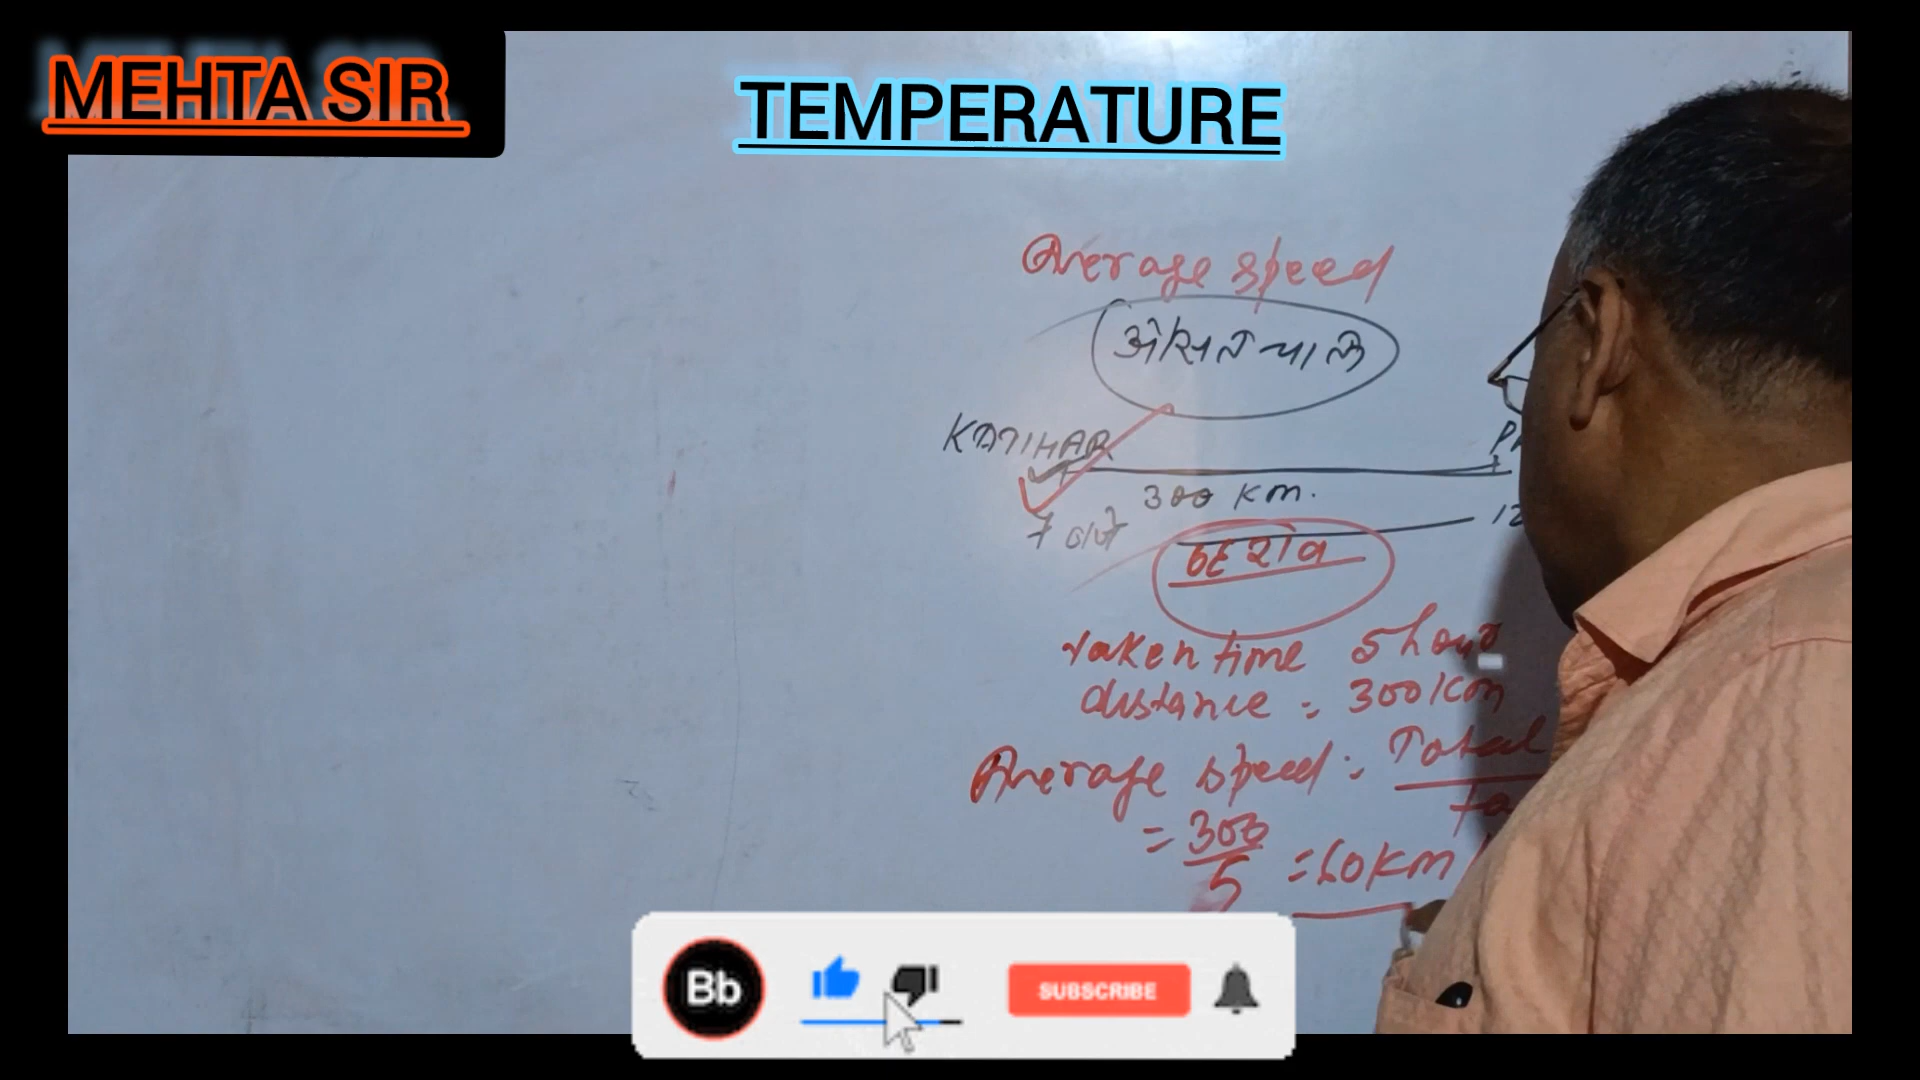 MEHTA SIR
TEMPERATURE
Average speed
औसत चाल
KATIHAR
300 Km.
7 बजे
12
ठहराव
taken time 5 hour
distance = 300 Km
Average speed = Total
= 300/5 = 60 Km
Bb
SUBSCRIBE